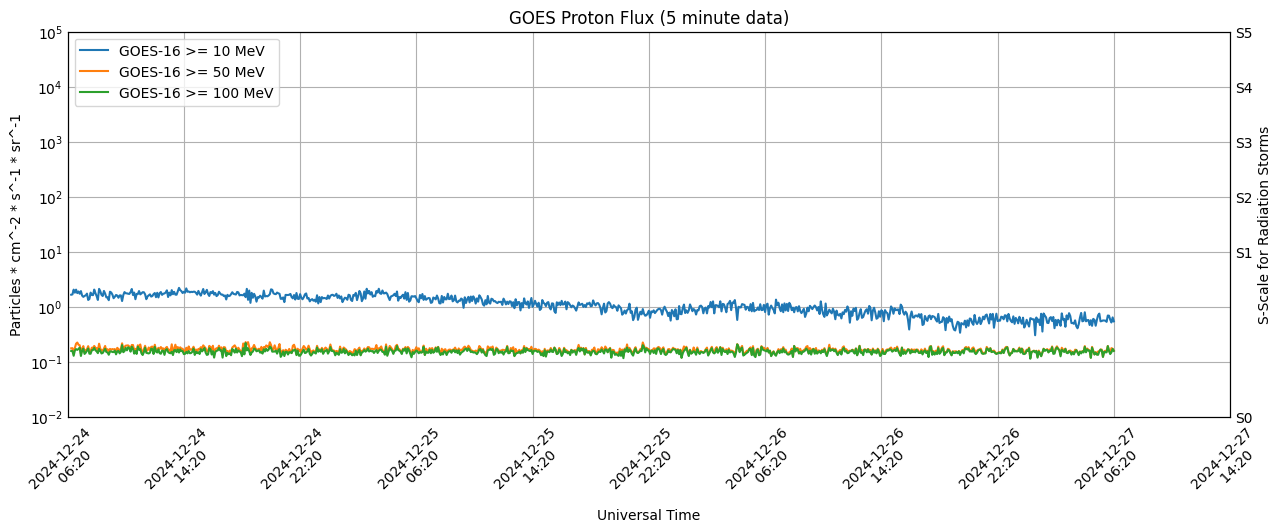 GOES Proton Flux (5 minute data)
GOES-16 >= 10 MeV
GOES-16 >= 50 MeV
GOES-16 >= 100 MeV
Particles * cm^-2 * s^-1 * sr^-1
10^5
10^4
10^3
10^2
10^1
10^0
10^-1
10^-2
S5
S4
S3
S2
S1
S0
S-Scale for Radiation Storms
2024-12-24
06:20
2024-12-24
14:20
2024-12-24
22:20
2024-12-25
06:20
2024-12-25
14:20
2024-12-25
22:20
2024-12-26
06:20
2024-12-26
14:20
2024-12-26
22:20
2024-12-27
06:20
2024-12-27
14:20
Universal Time